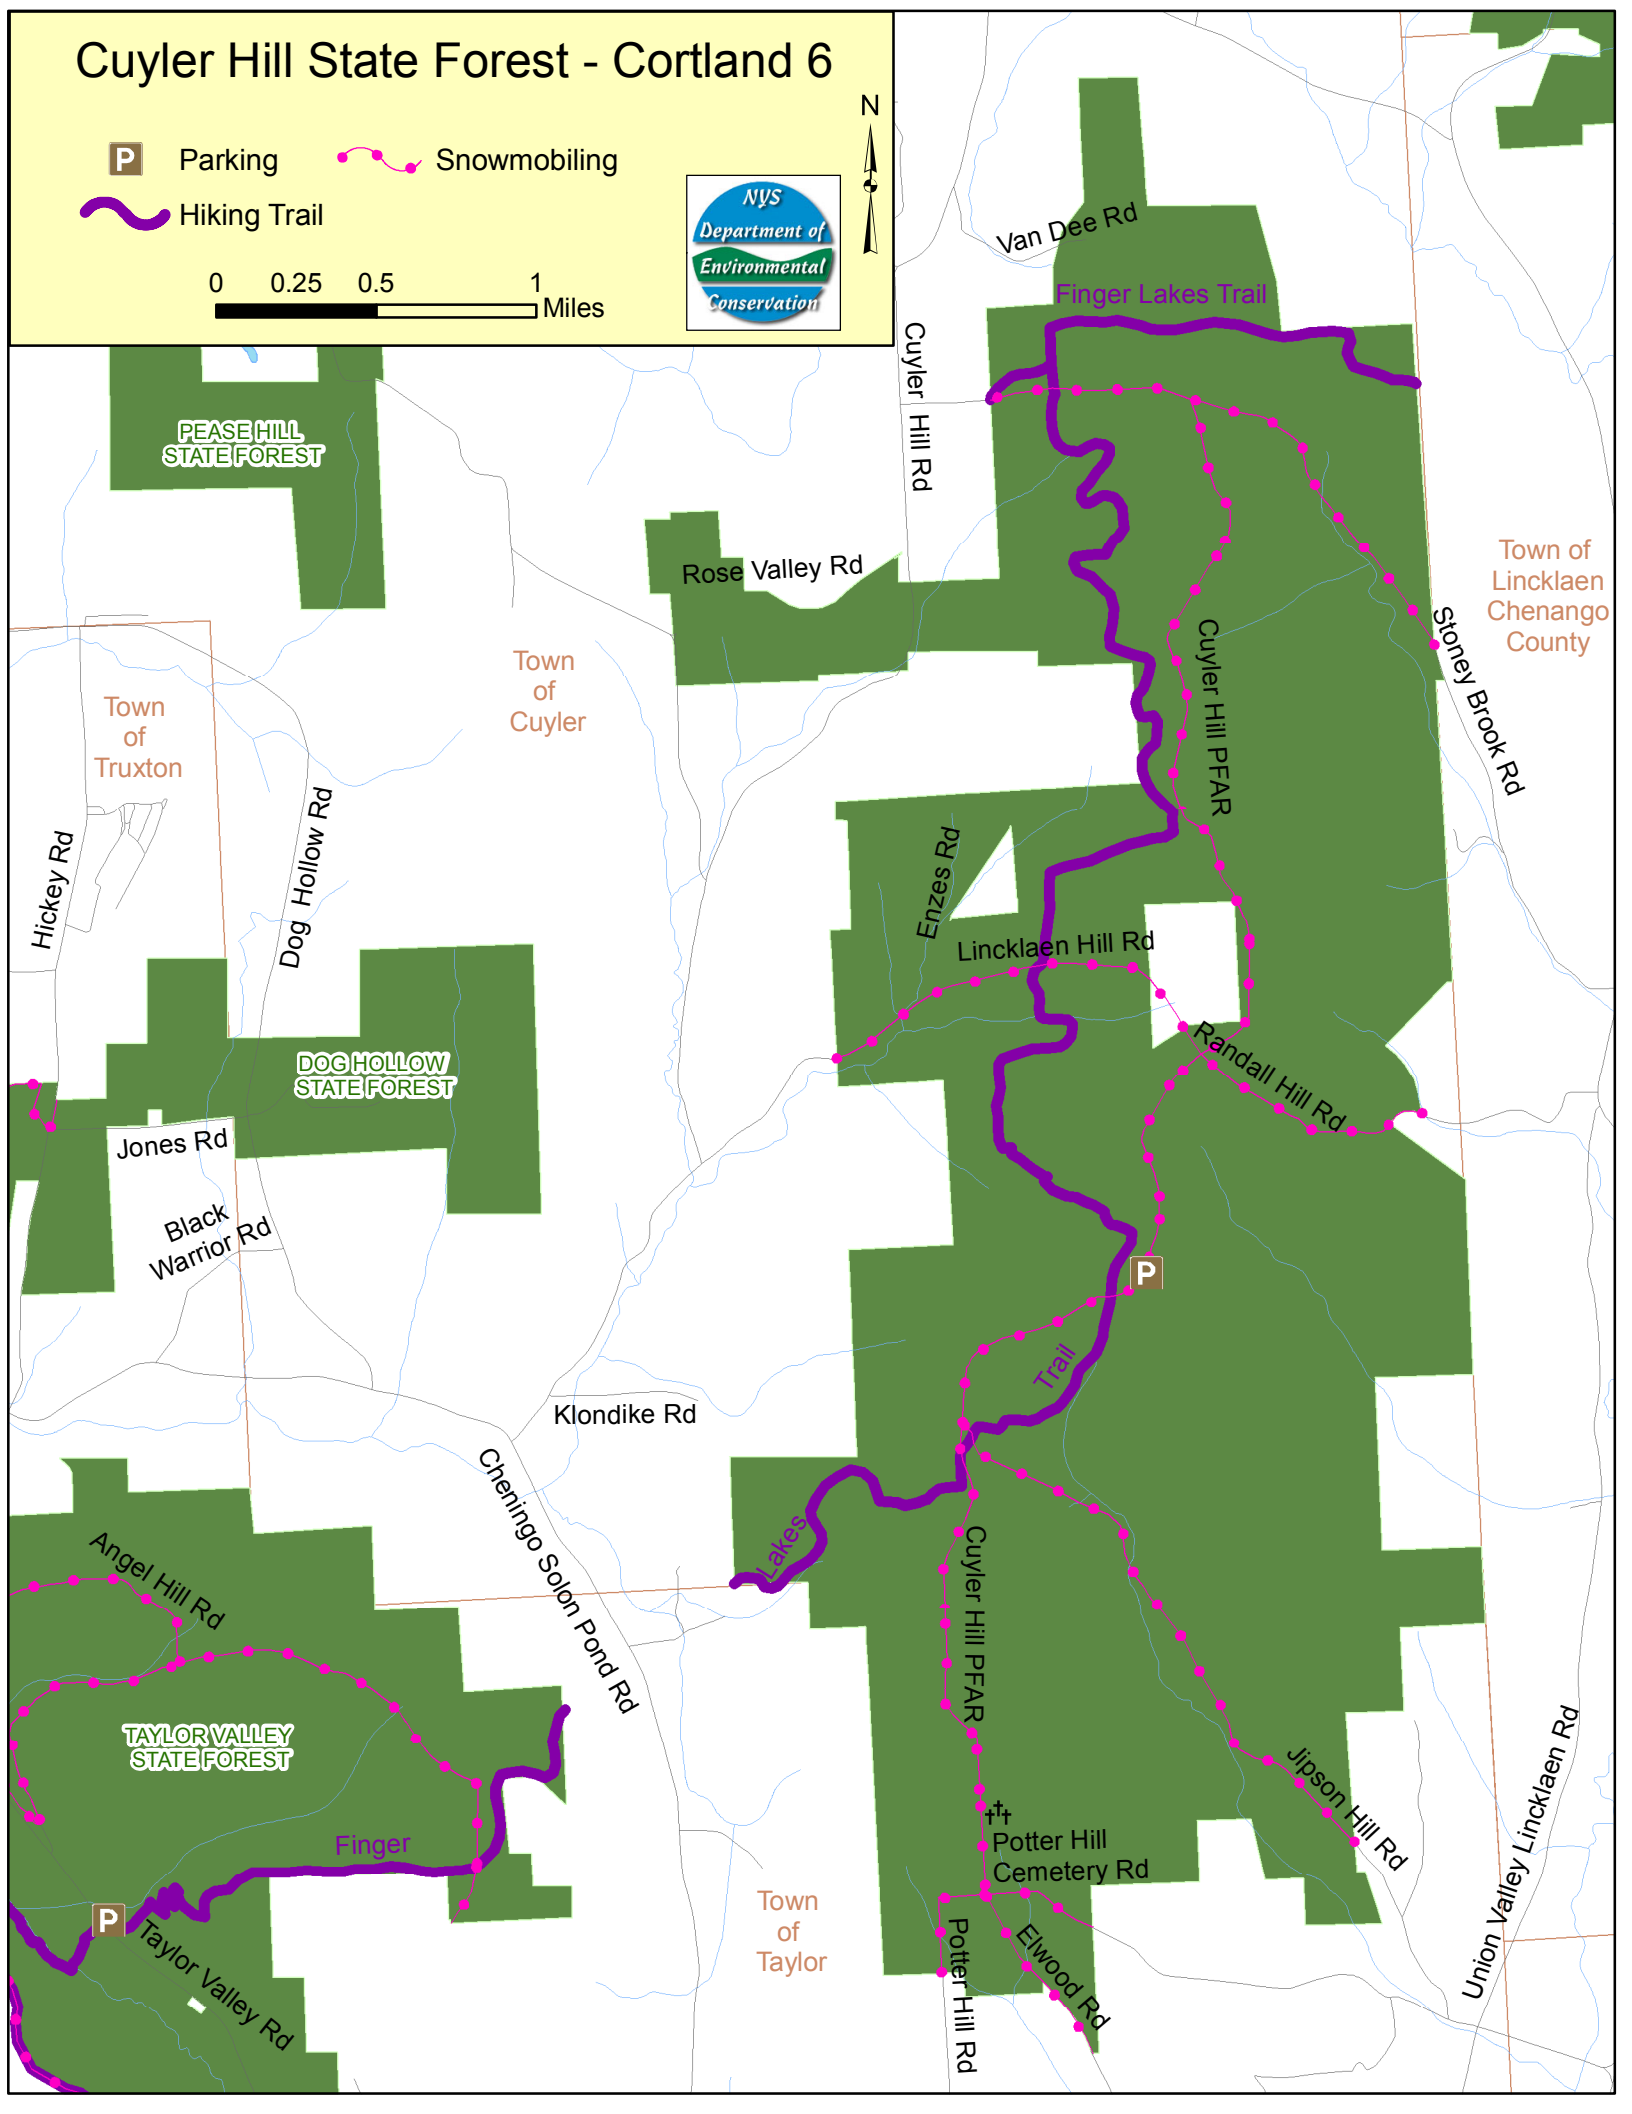 Cuyler Hill State Forest - Cortland 6
N
P Parking
Snowmobiling
Hiking Trail
0 0.25 0.5 1
Miles
NYS
Department of
Environmental
Conservation
Van Dee Rd
Finger Lakes Trail
Cuyler Hill Rd
PEASE HILL
STATE FOREST
Rose Valley Rd
Town of
Lincklaen
Chenango
County
Stoney Brook Rd
Cuyler Hill PFAR
Town
of
Cuyler
Town
of
Truxton
Hickey Rd
Dog Hollow Rd
Enzes Rd
Lincklaen Hill Rd
Randall Hill Rd
DOG HOLLOW
STATE FOREST
Jones Rd
Black
Warrior Rd
P
Trail
Klondike Rd
Cheningo Solon Pond Rd
Lakes
Cuyler Hill PFAR
Angel Hill Rd
TAYLOR VALLEY
STATE FOREST
Finger
P
Taylor Valley Rd
Town
of
Taylor
Potter Hill
Cemetery Rd
Potter Hill Rd
Elwood Rd
Jipson Hill Rd
Union Valley Lincklaen Rd